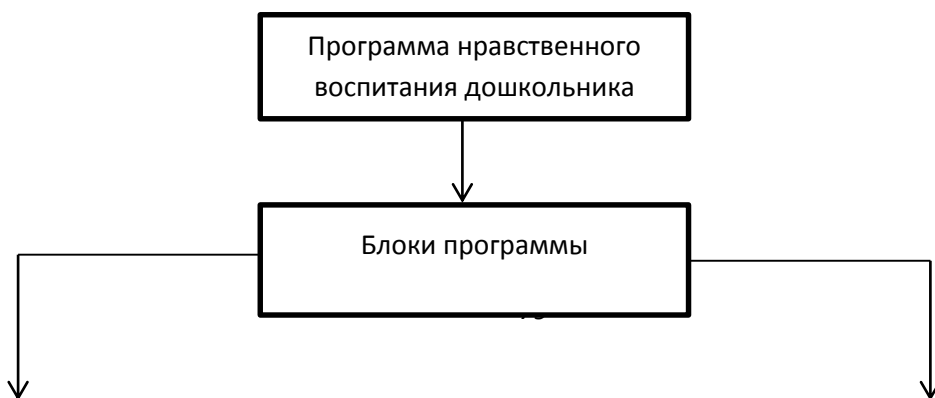 Программа нравственного
воспитания дошкольника
Блоки программы